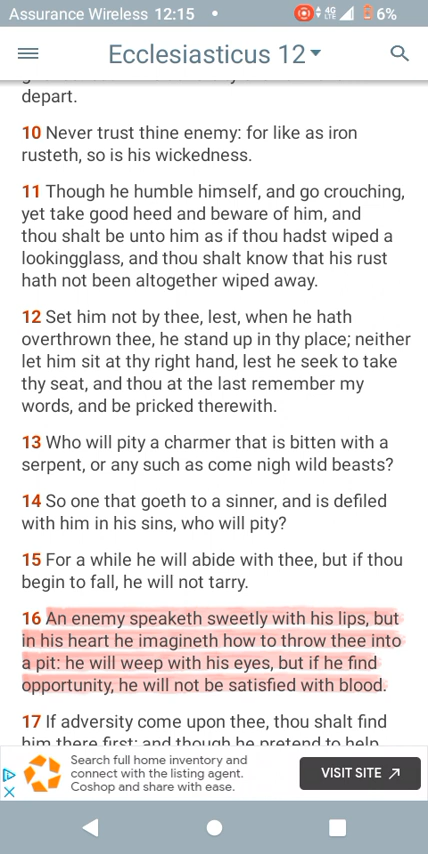 Assurance Wireless 12:15 • 4G LTE 6%
Ecclesiasticus 12
depart.
10 Never trust thine enemy: for like as iron
rusteth, so is his wickedness.
11 Though he humble himself, and go crouching,
yet take good heed and beware of him, and
thou shalt be unto him as if thou hadst wiped a
lookingglass, and thou shalt know that his rust
hath not been altogether wiped away.
12 Set him not by thee, lest, when he hath
overthrown thee, he stand up in thy place; neither
let him sit at thy right hand, lest he seek to take
thy seat, and thou at the last remember my
words, and be pricked therewith.
13 Who will pity a charmer that is bitten with a
serpent, or any such as come nigh wild beasts?
14 So one that goeth to a sinner, and is defiled
with him in his sins, who will pity?
15 For a while he will abide with thee, but if thou
begin to fall, he will not tarry.
16 An enemy speaketh sweetly with his lips, but
in his heart he imagineth how to throw thee into
a pit: he will weep with his eyes, but if he find
opportunity, he will not be satisfied with blood.
17 If adversity come upon thee, thou shalt find
him there first; and though he pretend to help
Search full home inventory and
connect with the listing agent.
Coshop and share with ease.
VISIT SITE